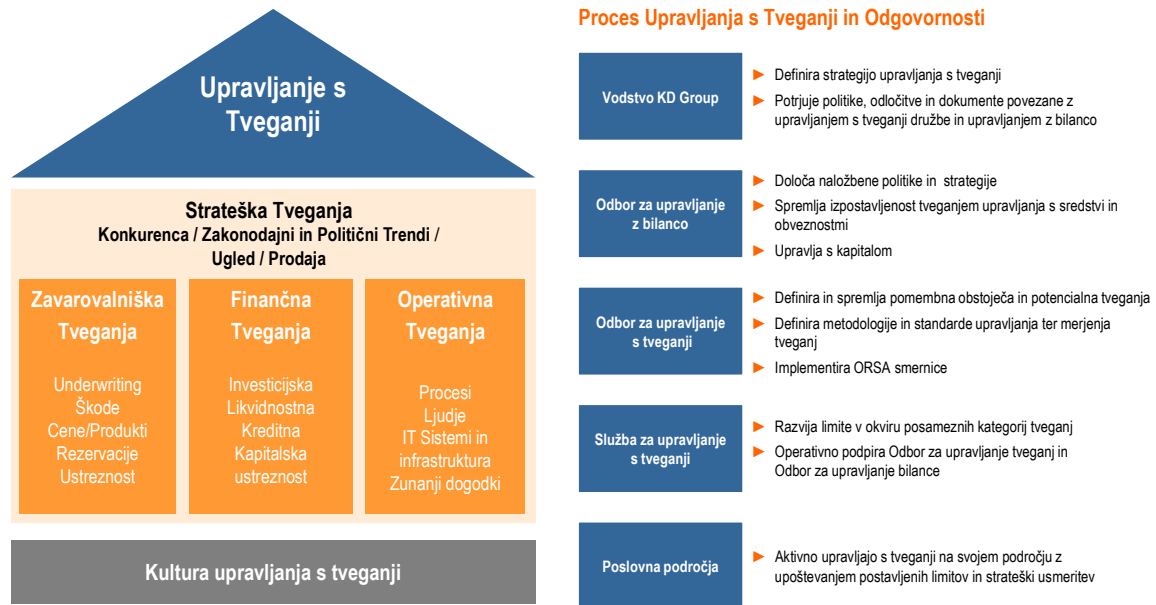 Upravljanje s
Tveganji
Strateška Tveganja
Konkurenca / Zakonodajni in Politični Trendi /
Ugled / Prodaja
Zavarovalniška
Tveganja
Underwriting
Škode
Cene/Produkti
Rezervacije
Ustreznost
Finančna
Tveganja
Investicijska
Likvidnostna
Kreditna
Kapitalska
ustreznost
Operativna
Tveganja
Procesi
Ljudje
IT Sistemi in
infrastruktura
Zunanji dogodki
Kultura upravljanja s tveganji
Proces Upravljanja s Tveganji in Odgovornosti
Vodstvo KD Group
Definira strategijo upravljanja s tveganji
Potrjuje politike, odločitve in dokumente povezane z
upravljanjem s tveganji družbe in upravljanjem z bilanco
Odbor za upravljanje
z bilanco
Določa naložbene politike in strategije
Spremlja izpostavljenost tveganjem upravljanja s sredstvi in
obveznostmi
Upravlja s kapitalom
Odbor za upravljanje
s tveganji
Definira in spremlja pomembna obstoječa in potencialna tveganja
Definira metodologije in standarde upravljanja ter merjenja
tveganj
Implementira ORSA smernice
Služba za upravljanje
s tveganji
Razvija limite v okviru posameznih kategorij tveganj
Operativno podpira Odbor za upravljanje tveganj in
Odbor za upravljanje bilance
Poslovna področja
Aktivno upravljajo s tveganji na svojem področju z
upoštevanjem postavljenih limitov in strateški usmeritev